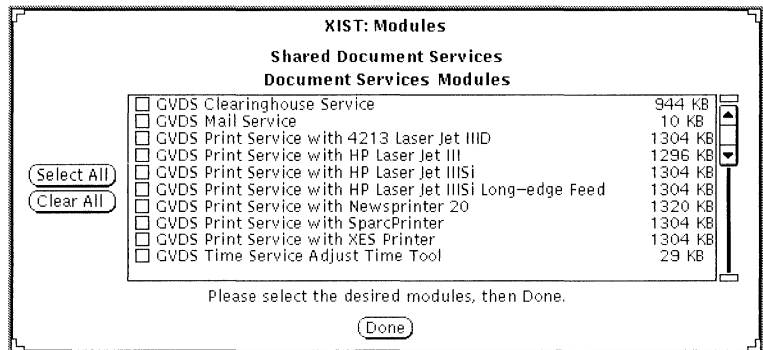 XIST: Modules
Shared Document Services
Document Services Modules
GVDS Clearinghouse Service 944 KB
GVDS Mail Service 10 KB
GVDS Print Service with 4213 Laser Jet IIID 1304 KB
GVDS Print Service with HP Laser Jet III 1296 KB
GVDS Print Service with HP Laser Jet IIISi 1304 KB
GVDS Print Service with HP Laser Jet IIISi Long-edge Feed 1304 KB
GVDS Print Service with Newsprinter 20 1320 KB
GVDS Print Service with SparcPrinter 1304 KB
GVDS Print Service with XES Printer 1304 KB
GVDS Time Service Adjust Time Tool 29 KB
Select All
Clear All
Please select the desired modules, then Done.
Done